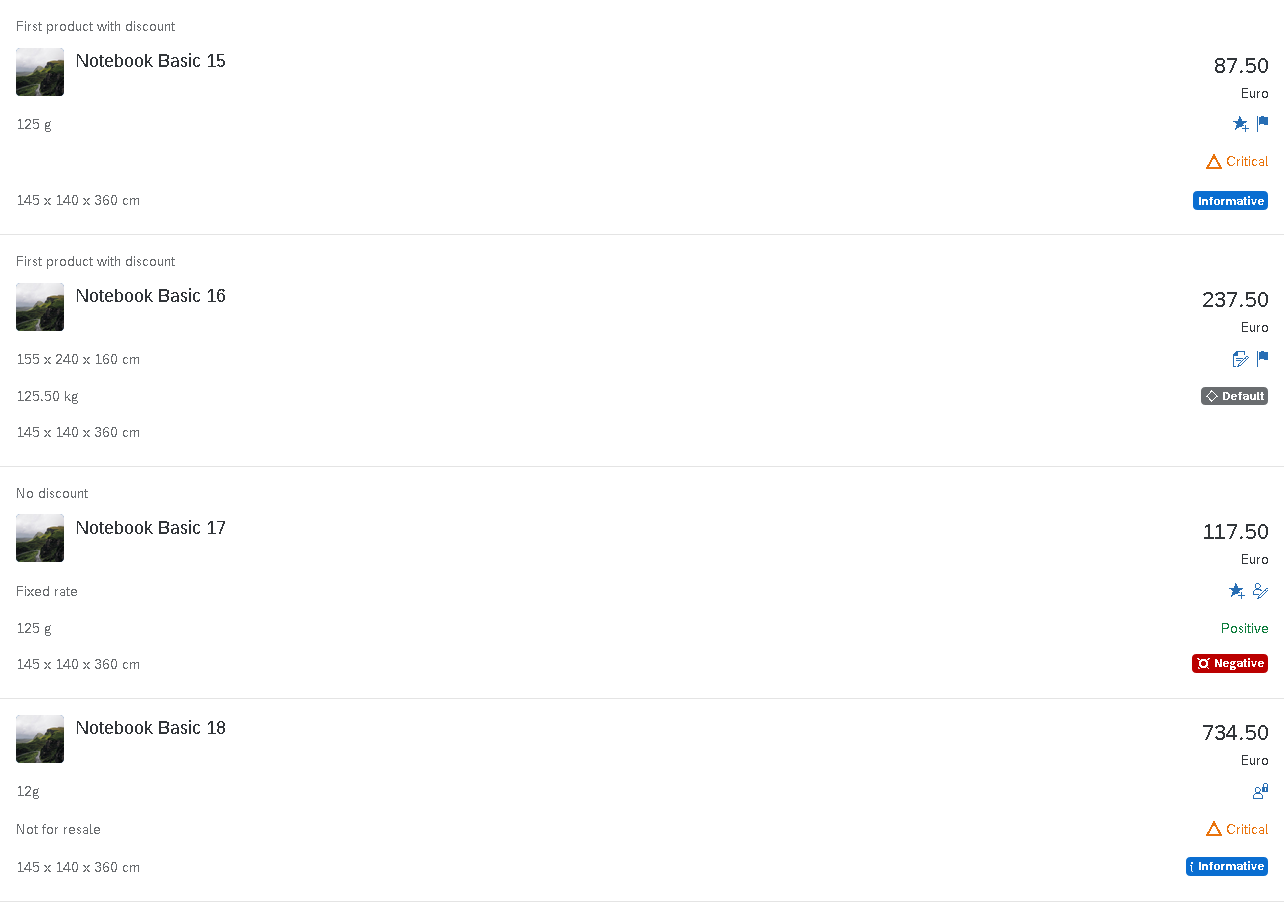 First product with discount
Notebook Basic 15
87.50
Euro
125 g
Critical
145 x 140 x 360 cm
Informative
First product with discount
Notebook Basic 16
237.50
Euro
155 x 240 x 160 cm
125.50 kg
Default
145 x 140 x 360 cm
No discount
Notebook Basic 17
117.50
Euro
Fixed rate
125 g
Positive
145 x 140 x 360 cm
Negative
Notebook Basic 18
734.50
Euro
12g
Not for resale
Critical
145 x 140 x 360 cm
Informative